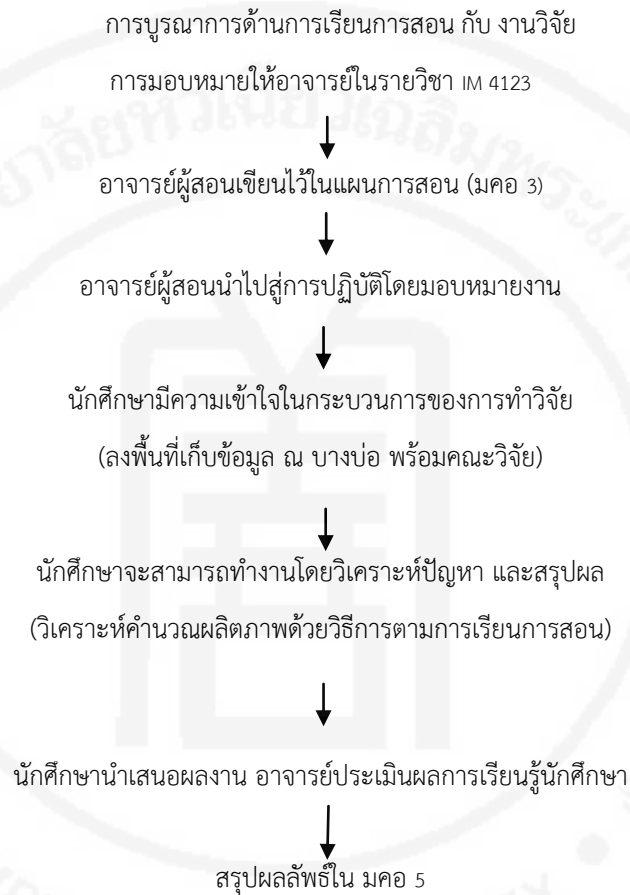 การบูรณาการด้านการเรียนการสอน กับ งานวิจัย
การมอบหมายให้อาจารย์ในรายวิชา IM 4123
อาจารย์ผู้สอนเขียนไว้ในแผนการสอน (มคอ 3)
อาจารย์ผู้สอนนำไปสู่การปฏิบัติโดยมอบหมายงาน
นักศึกษามีความเข้าใจในกระบวนการของการทำวิจัย
(ลงพื้นที่เก็บข้อมูล ณ บางบ่อ พร้อมคณะวิจัย)
นักศึกษาจะสามารถทำงานโดยวิเคราะห์ปัญหา และสรุปผล
(วิเคราะห์คำนวณผลิตภาพด้วยวิธีการตามการเรียนการสอน)
นักศึกษานำเสนอผลงาน อาจารย์ประเมินผลการเรียนรู้นักศึกษา
สรุปผลลัพธ์ใน มคอ 5